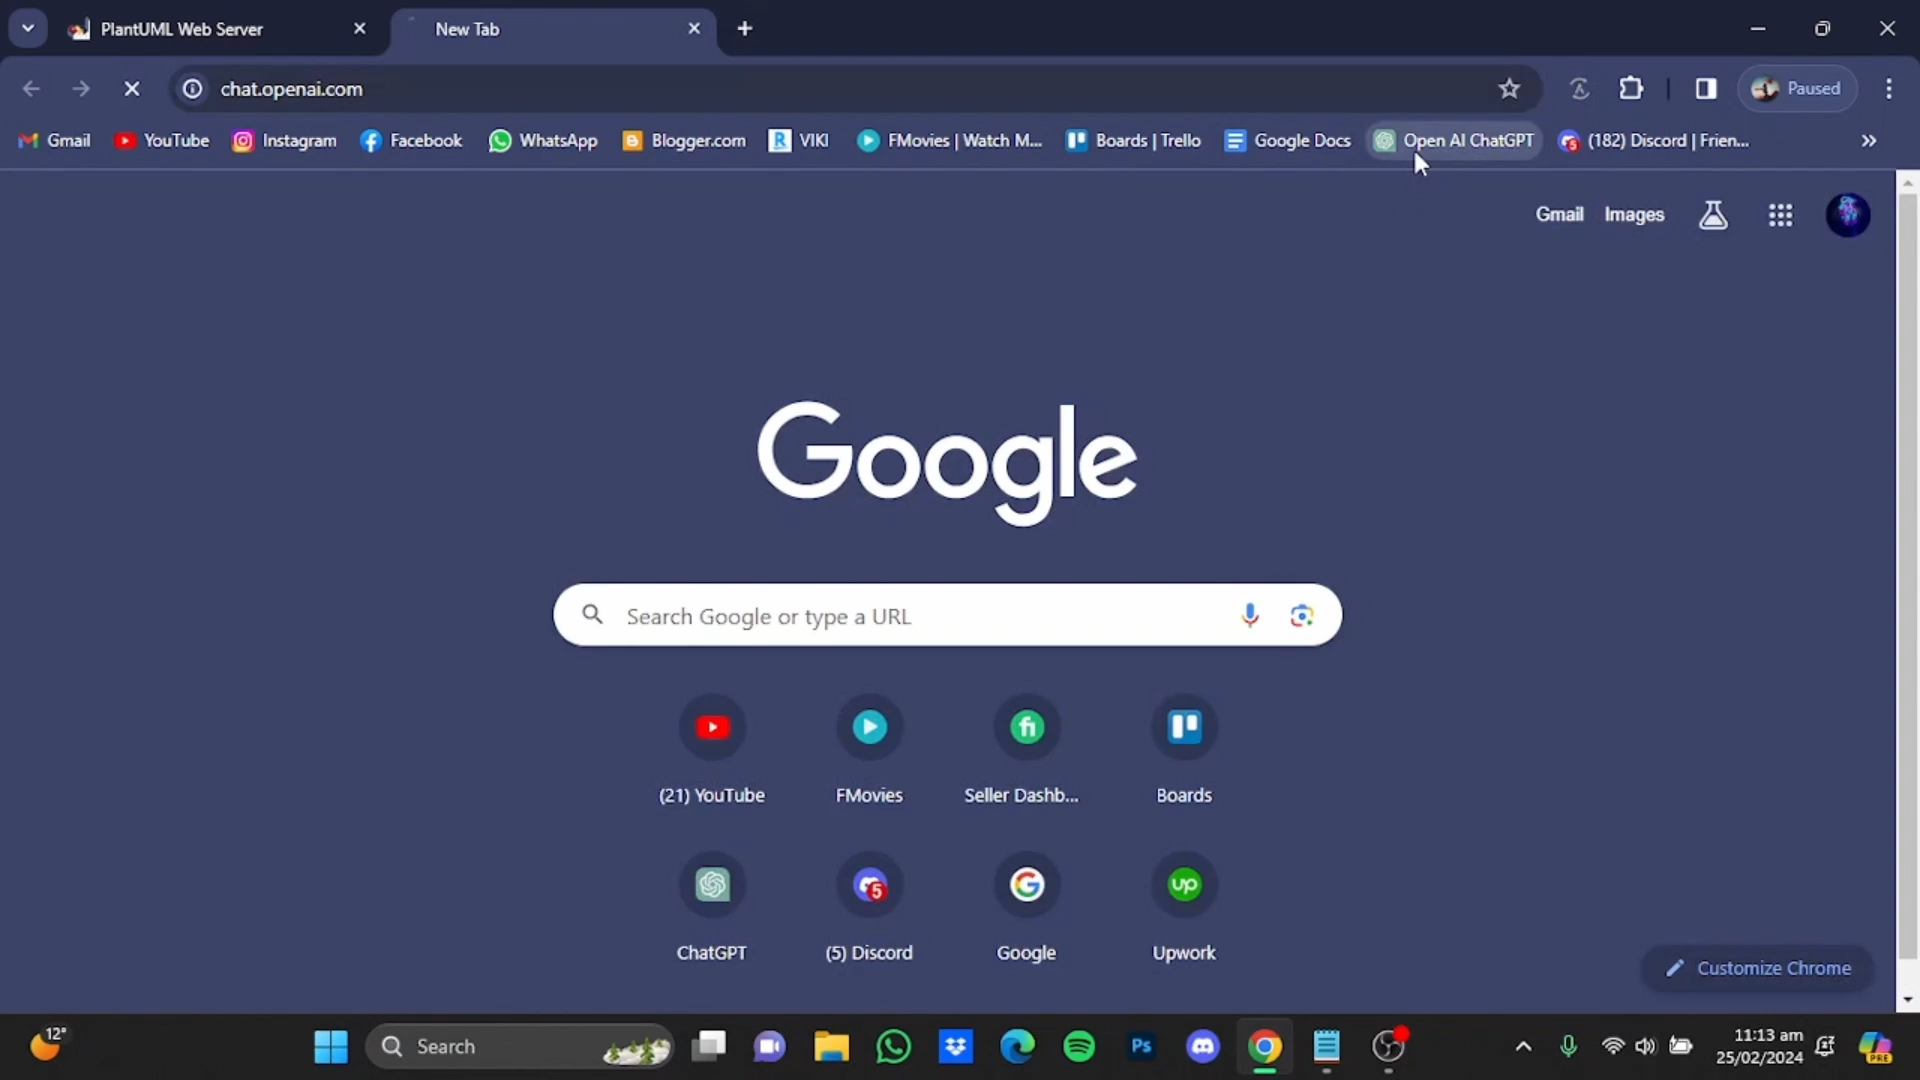 PlantUML Web Server
New Tab
chat.openai.com
Paused
Gmail
YouTube
Instagram
Facebook
WhatsApp
Blogger.com
VIKI
FMovies | Watch M...
Boards | Trello
Google Docs
Open AI ChatGPT
(182) Discord | Frien...
Gmail
Images
Google
Search Google or type a URL
(21) YouTube
FMovies
Seller Dashb...
Boards
ChatGPT
(5) Discord
Google
Upwork
Customize Chrome
12°
Search
Ps
11:13 am
25/02/2024
PRE